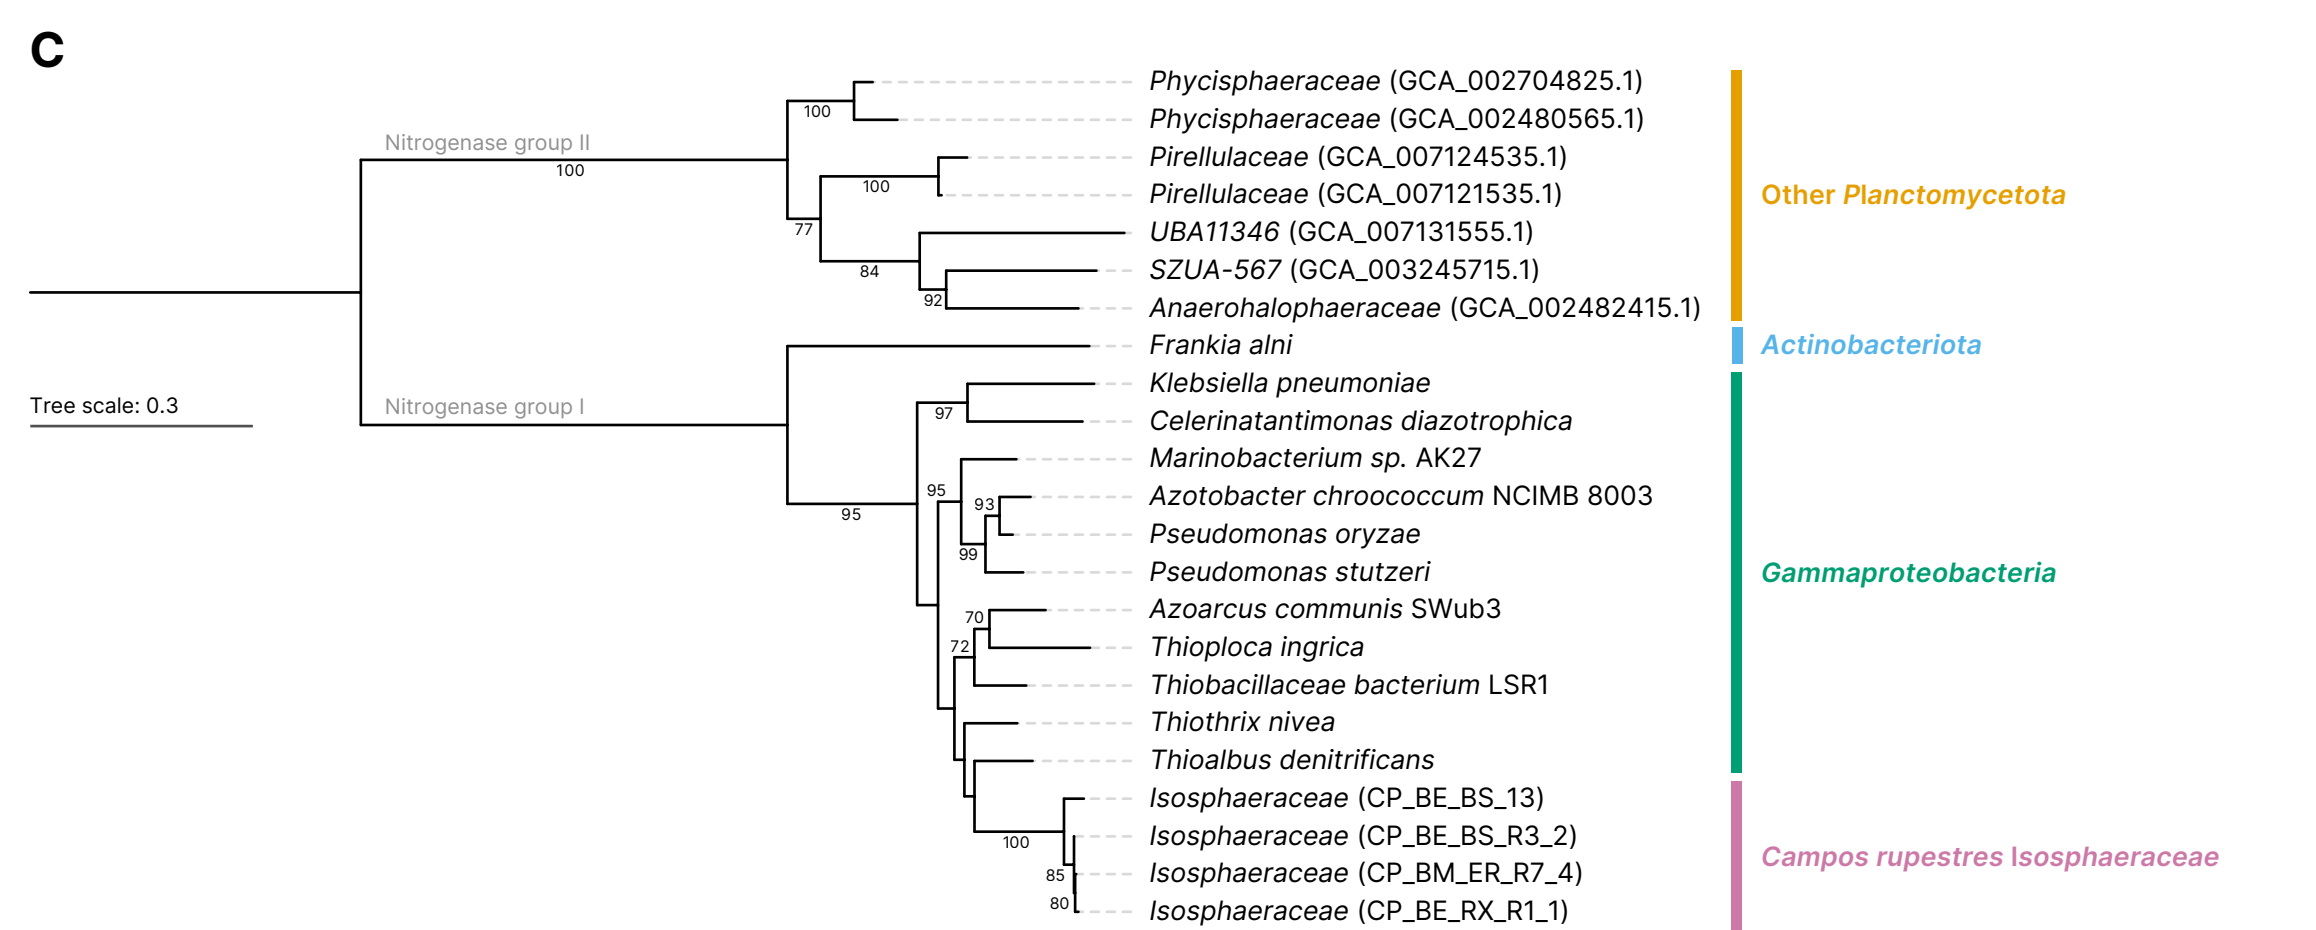 C
Phycisphaeraceae (GCA_002704825.1)
100
Phycisphaeraceae (GCA_002480565.1)
Nitrogenase group II
100
Pirellulaceae (GCA_007124535.1)
100
Pirellulaceae (GCA_007121535.1)
Other Planctomycetota
77
UBA11346 (GCA_007131555.1)
84
SZUA-567 (GCA_003245715.1)
92
Anaerohalophaeraceae (GCA_002482415.1)
Frankia alni
Actinobacteriota
Klebsiella pneumoniae
Tree scale: 0.3
Nitrogenase group I
97
Celerinatantimonas diazotrophica
Marinobacterium sp. AK27
95
93
Azotobacter chroococcum NCIMB 8003
95
Pseudomonas oryzae
99
Pseudomonas stutzeri
Gammaproteobacteria
Azoarcus communis SWub3
70
Thioploca ingrica
72
Thiobacillaceae bacterium LSR1
Thiothrix nivea
Thioalbus denitrificans
Isosphaeraceae (CP_BE_BS_13)
100
Isosphaeraceae (CP_BE_BS_R3_2)
Campos rupestres Isosphaeraceae
85
Isosphaeraceae (CP_BM_ER_R7_4)
80
Isosphaeraceae (CP_BE_RX_R1_1)